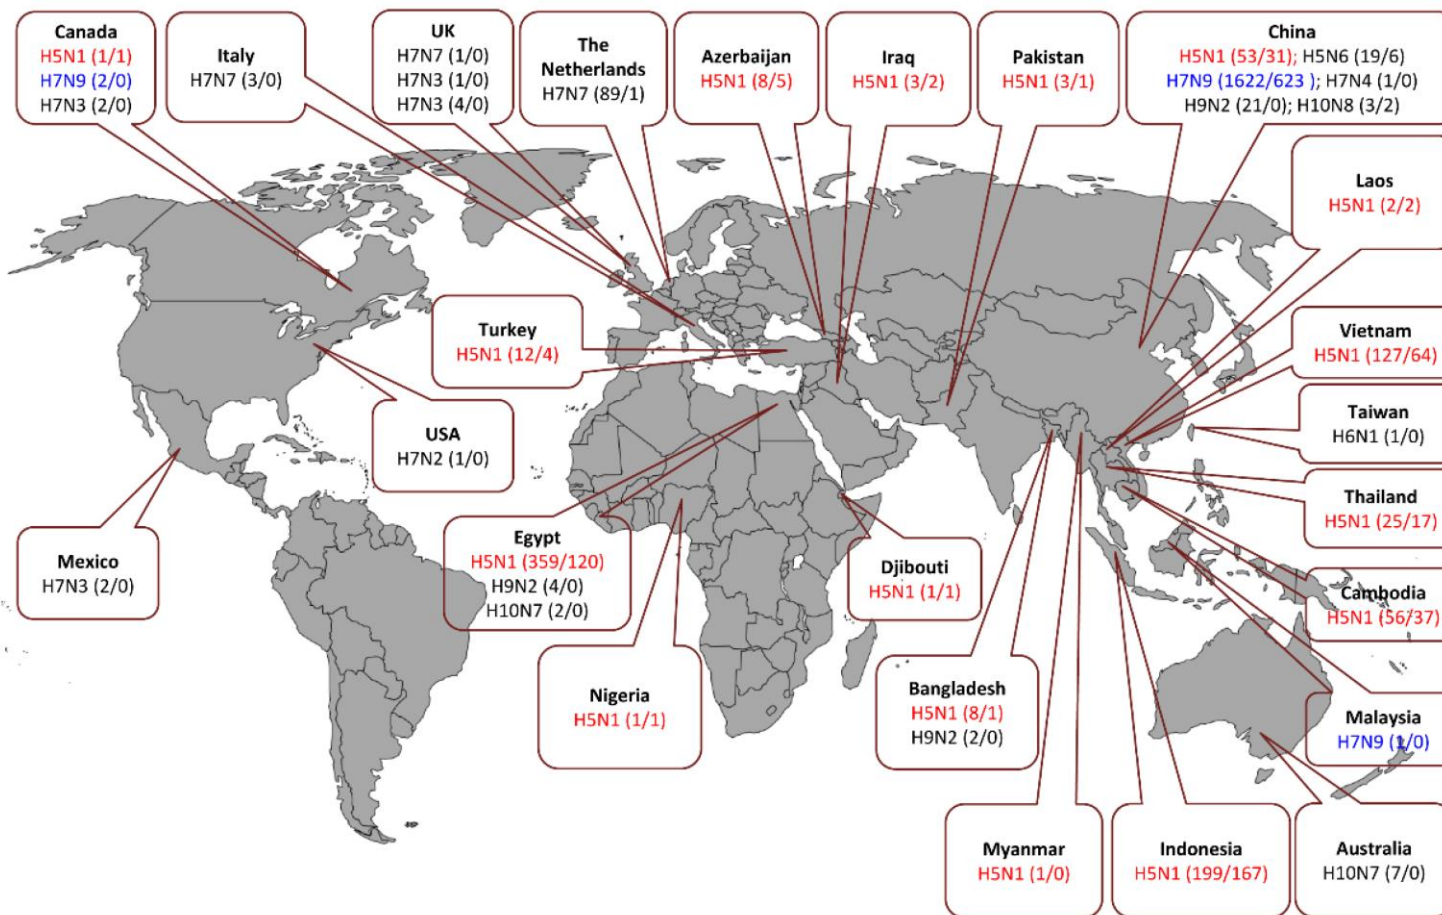 Canada
H5N1 (1/1)
H7N9 (2/0)
H7N3 (2/0)
Italy
H7N7 (3/0)
UK
H7N7 (1/0)
H7N3 (1/0)
H7N3 (4/0)
The
Netherlands
H7N7 (89/1)
Azerbaijan
H5N1 (8/5)
Iraq
H5N1 (3/2)
Pakistan
H5N1 (3/1)
China
H5N1 (53/31); H5N6 (19/6)
H7N9 (1622/623 ); H7N4 (1/0)
H9N2 (21/0); H10N8 (3/2)
Laos
H5N1 (2/2)
Turkey
H5N1 (12/4)
Vietnam
H5N1 (127/64)
USA
H7N2 (1/0)
Taiwan
H6N1 (1/0)
Thailand
H5N1 (25/17)
Mexico
H7N3 (2/0)
Egypt
H5N1 (359/120)
H9N2 (4/0)
H10N7 (2/0)
Djibouti
H5N1 (1/1)
Cambodia
H5N1 (56/37)
Nigeria
H5N1 (1/1)
Bangladesh
H5N1 (8/1)
H9N2 (2/0)
Malaysia
H7N9 (1/0)
Myanmar
H5N1 (1/0)
Indonesia
H5N1 (199/167)
Australia
H10N7 (7/0)